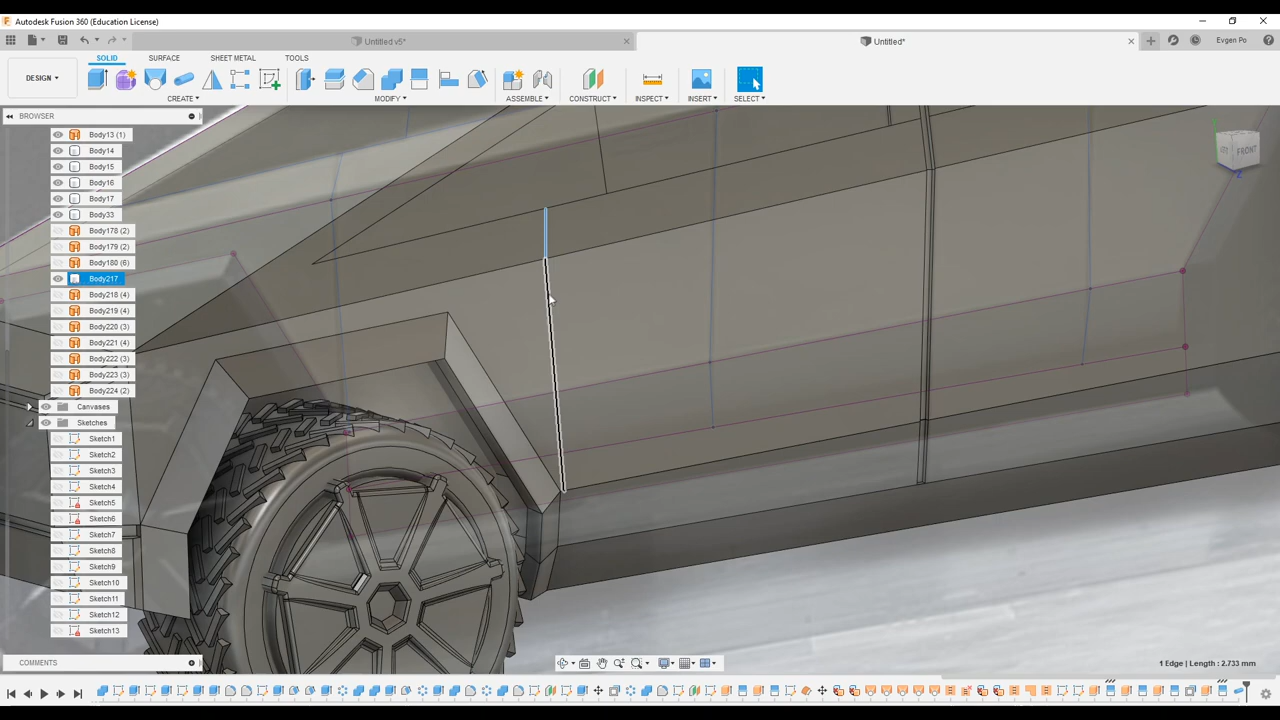 Autodesk Fusion 360 (Education License)
Untitled v5*
Untitled*
Evgen Po
SOLID
SURFACE
SHEET METAL
TOOLS
DESIGN
CREATE
MODIFY
ASSEMBLE
CONSTRUCT
INSPECT
INSERT
SELECT
BROWSER
Body13 (1)
Body14
Body15
Body16
Body17
Body33
Body178 (2)
Body179 (2)
Body180 (6)
Body217
Body218 (4)
Body219 (4)
Body220 (3)
Body221 (4)
Body222 (3)
Body223 (3)
Body224 (2)
Canvases
Sketches
Sketch1
Sketch2
Sketch3
Sketch4
Sketch5
Sketch6
Sketch7
Sketch8
Sketch9
Sketch10
Sketch11
Sketch12
Sketch13
FRONT
Z
COMMENTS
1 Edge | Length : 2.733 mm